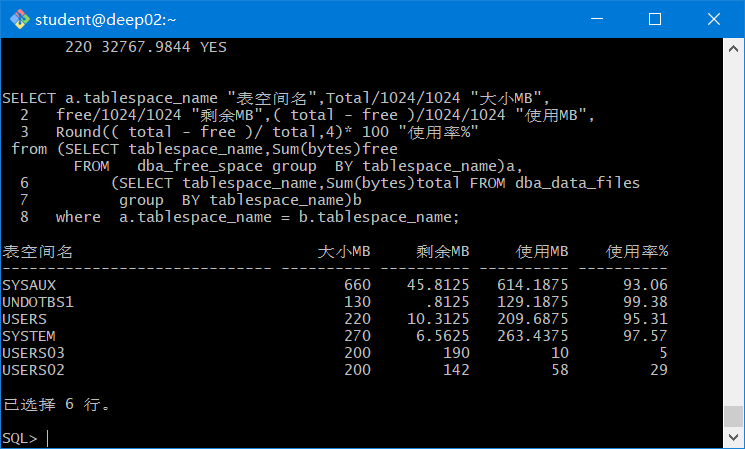 student@deep02:~
220 32767.9844 YES
SELECT a.tablespace_name "表空间名",Total/1024/1024 "大小MB",
2 free/1024/1024 "剩余MB",( total - free )/1024/1024 "使用MB",
3 Round(( total - free )/ total,4)* 100 "使用率%"
from (SELECT tablespace_name,Sum(bytes)free
FROM dba_free_space group BY tablespace_name)a,
6 (SELECT tablespace_name,Sum(bytes)total FROM dba_data_files
7 group BY tablespace_name)b
8 where a.tablespace_name = b.tablespace_name;
表空间名 大小MB 剩余MB 使用MB 使用率%
------------------------------ ---------- ---------- ---------- ----------
SYSAUX 660 45.8125 614.1875 93.06
UNDOTBS1 130 .8125 129.1875 99.38
USERS 220 10.3125 209.6875 95.31
SYSTEM 270 6.5625 263.4375 97.57
USERS03 200 190 10 5
USERS02 200 142 58 29
已选择 6 行。
SQL>